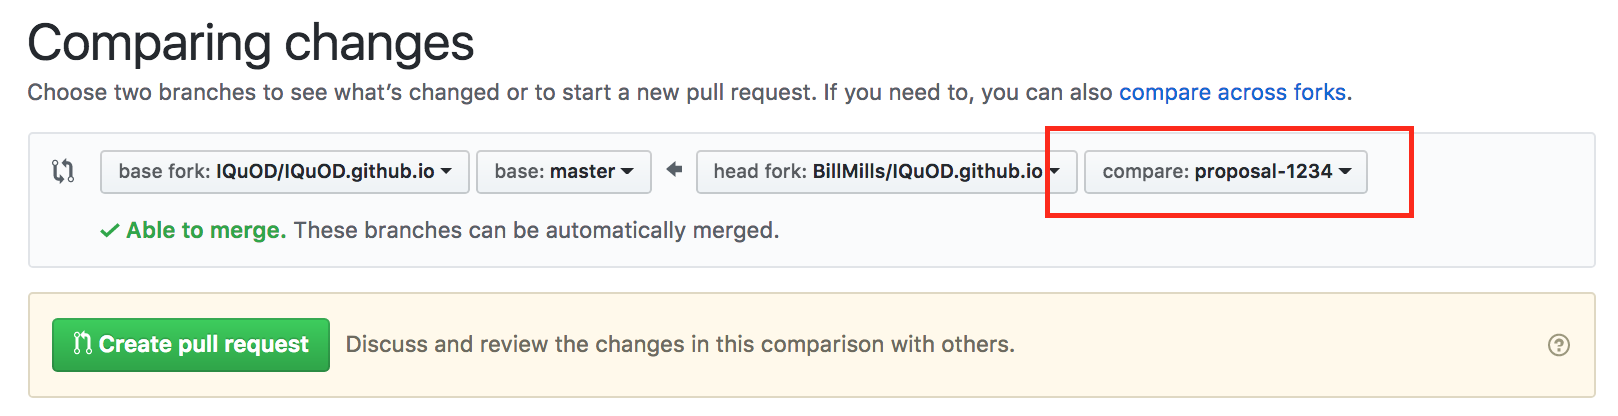 Comparing changes
Choose two branches to see what's changed or to start a new pull request. If you need to, you can also compare across forks.
base fork: IQuOD/IQuOD.github.io base: master head fork: BillMills/IQuOD.github.io compare: proposal-1234
Able to merge. These branches can be automatically merged.
Create pull request Discuss and review the changes in this comparison with others.